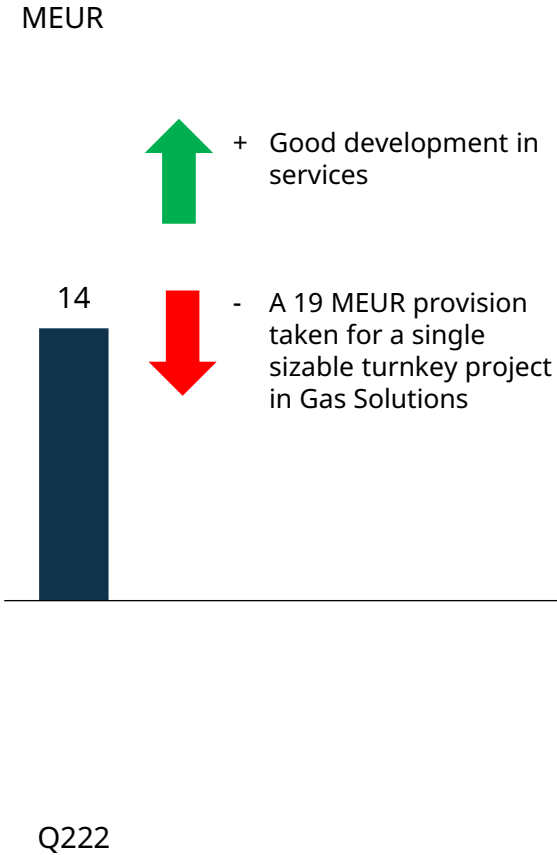 MEUR
+ Good development in
services
14
- A 19 MEUR provision
taken for a single
sizable turnkey project
in Gas Solutions
Q222